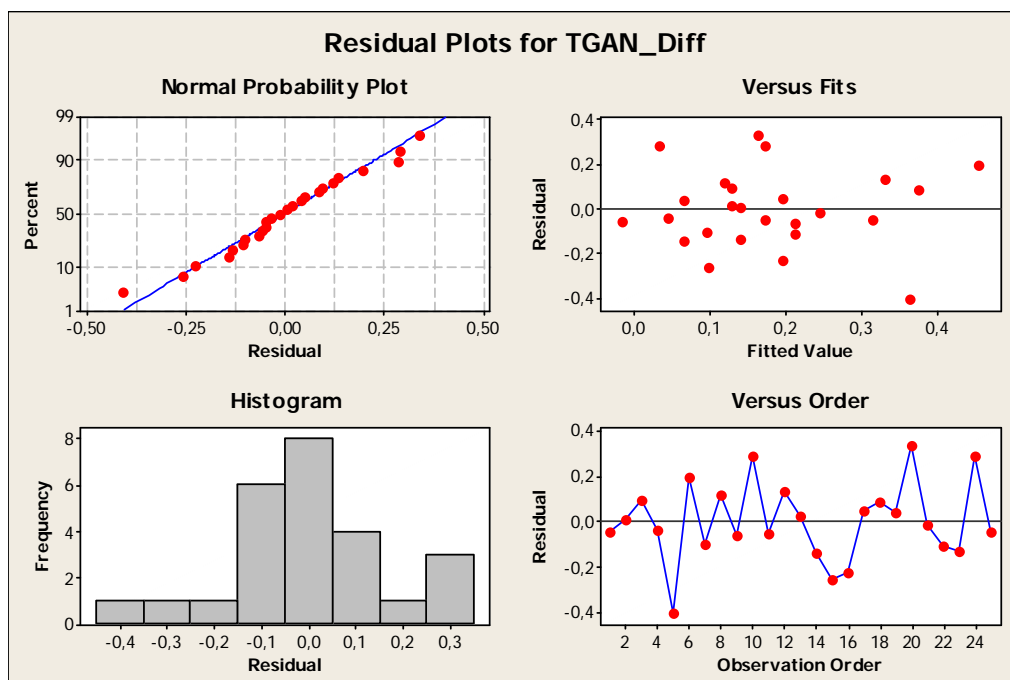 Residual Plots for TGAN_Diff
Normal Probability Plot
99
90
50
10
1
Percent
-0,50 -0,25 0,00 0,25 0,50
Residual
Versus Fits
0,4
0,2
0,0
-0,2
-0,4
Residual
0,0 0,1 0,2 0,3 0,4
Fitted Value
Histogram
8
6
4
2
0
Frequency
-0,4 -0,3 -0,2 -0,1 0,0 0,1 0,2 0,3
Residual
Versus Order
0,4
0,2
0,0
-0,2
-0,4
Residual
2 4 6 8 10 12 14 16 18 20 22 24
Observation Order